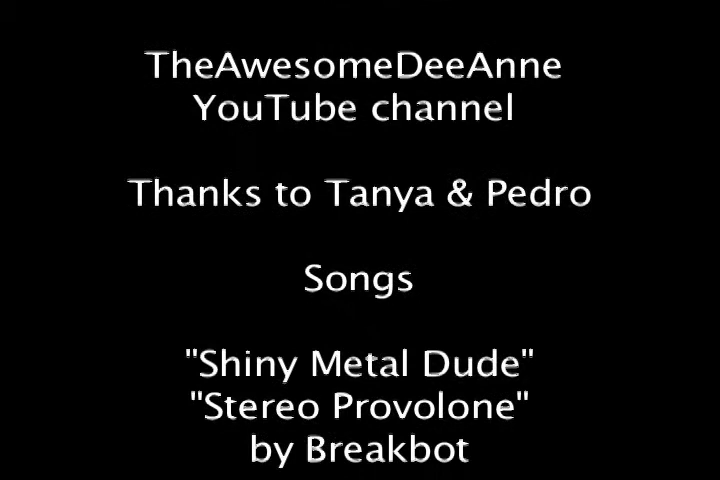 TheAwesomeDeeAnne
YouTube channel
Thanks to Tanya & Pedro
Songs
"Shiny Metal Dude"
"Stereo Provolone"
by Breakbot